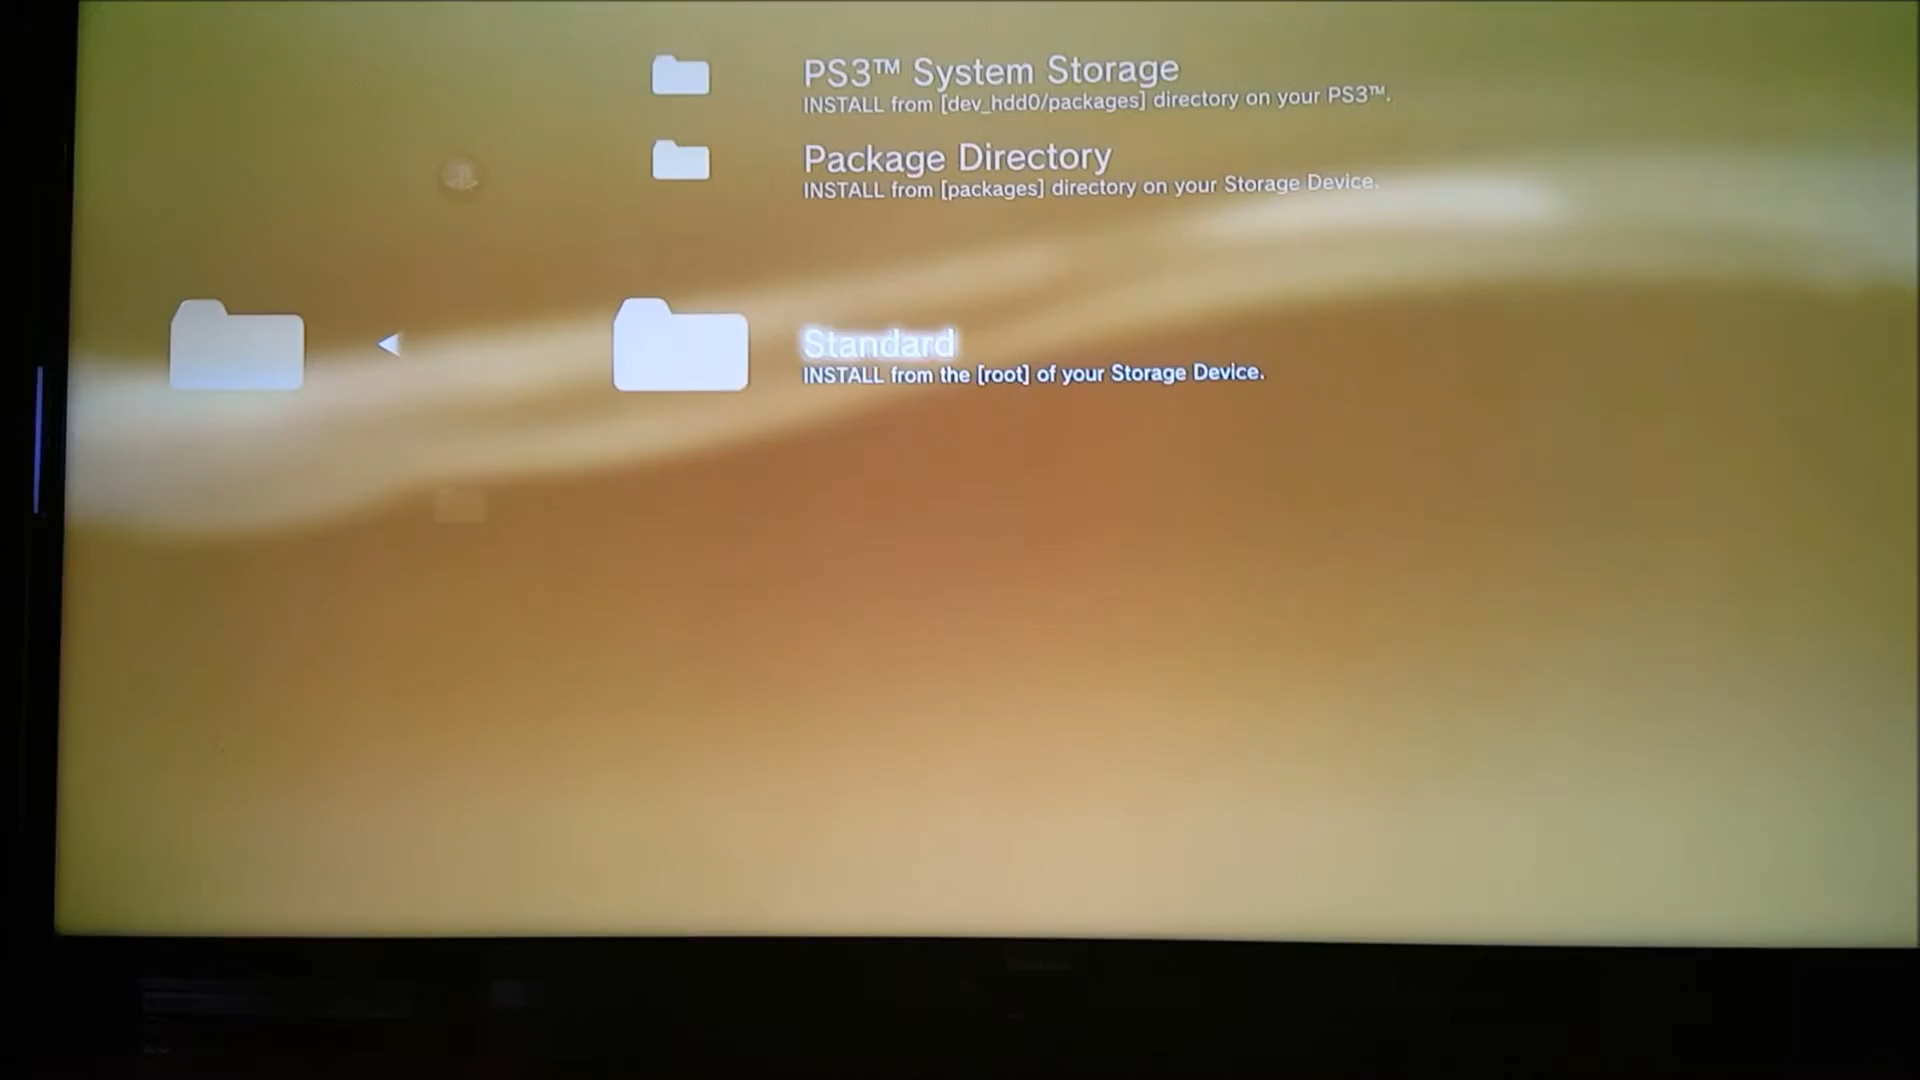 PS3™ System Storage
INSTALL from [dev_hdd0/packages] directory on your PS3™.
Package Directory
INSTALL from [packages] directory on your Storage Device.
Standard
INSTALL from the [root] of your Storage Device.